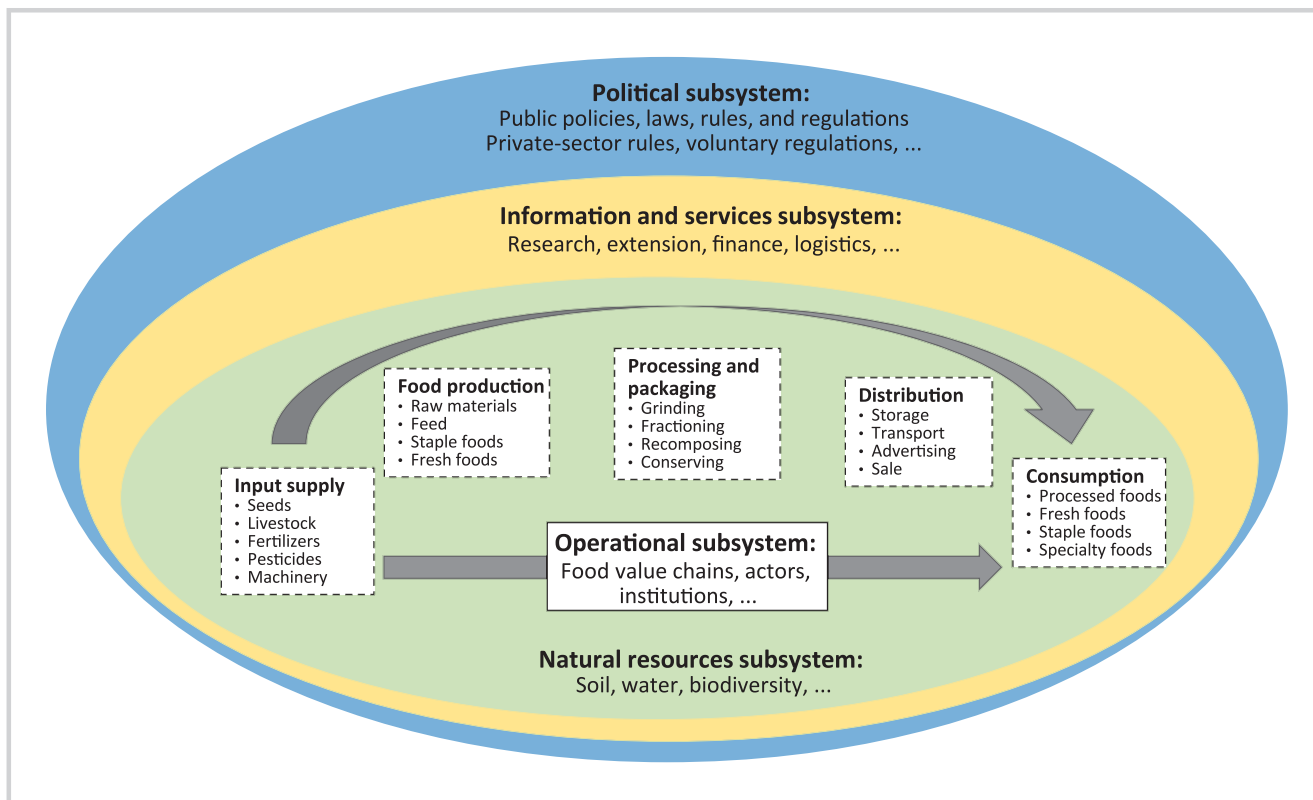 Political subsystem:
Public policies, laws, rules, and regulations
Private-sector rules, voluntary regulations, ...
Information and services subsystem:
Research, extension, finance, logistics, ...
Input supply
• Seeds
• Livestock
• Fertilizers
• Pesticides
• Machinery
Food production
• Raw materials
• Feed
• Staple foods
• Fresh foods
Processing and
packaging
• Grinding
• Fractioning
• Recomposing
• Conserving
Distribution
• Storage
• Transport
• Advertising
• Sale
Consumption
• Processed foods
• Fresh foods
• Staple foods
• Specialty foods
Operational subsystem:
Food value chains, actors,
institutions, ...
Natural resources subsystem:
Soil, water, biodiversity, ...